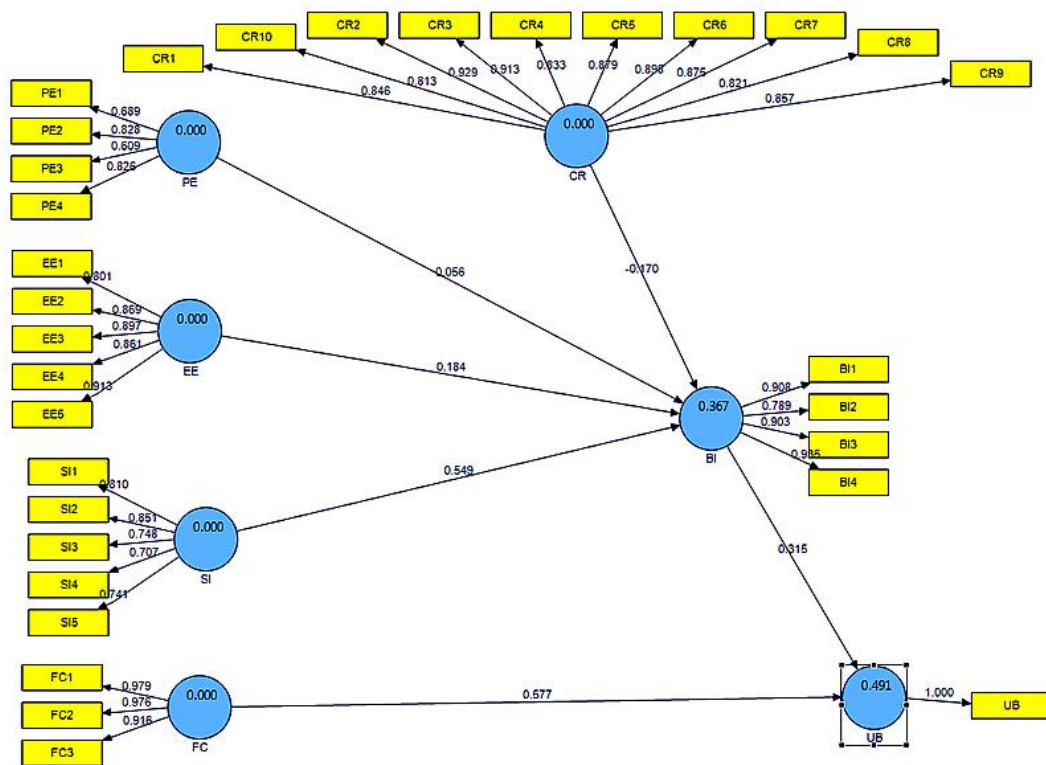 CR2
CR3
CR4
CR5
CR6
CR7
CR10
CR8
CR1
CR9
0.846
0.813
0.929
0.913
0.833
0.879
0.898
0.875
0.821
0.857
0.000
CR
PE1
PE2
PE3
PE4
0.689
0.828
0.609
0.826
0.000
PE
0.056
-0.170
EE1
EE2
EE3
EE4
EE5
0.801
0.869
0.897
0.861
0.913
0.000
EE
0.184
0.367
BI
0.908
0.789
0.903
0.935
BI1
BI2
BI3
BI4
SI1
SI2
SI3
SI4
SI5
0.810
0.851
0.748
0.707
0.741
0.000
SI
0.549
0.315
FC1
FC2
FC3
0.979
0.976
0.916
0.000
FC
0.577
0.491
UB
1.000
UB